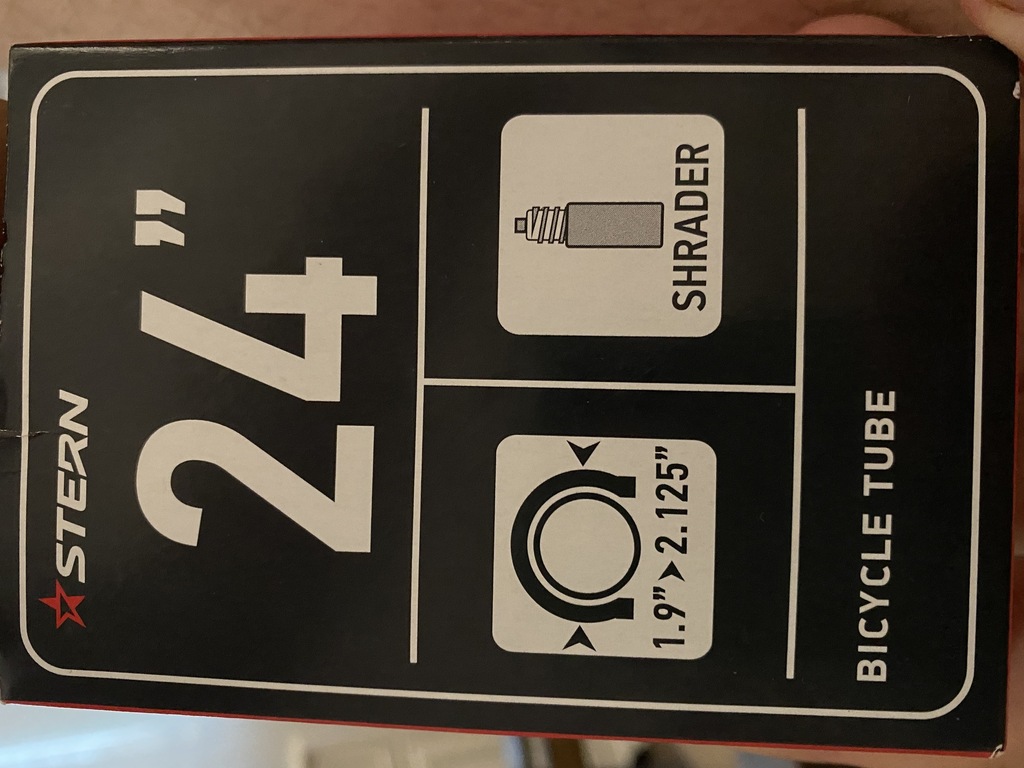 STERN
24”
1.9” > 2.125”
SHRADER
BICYCLE TUBE